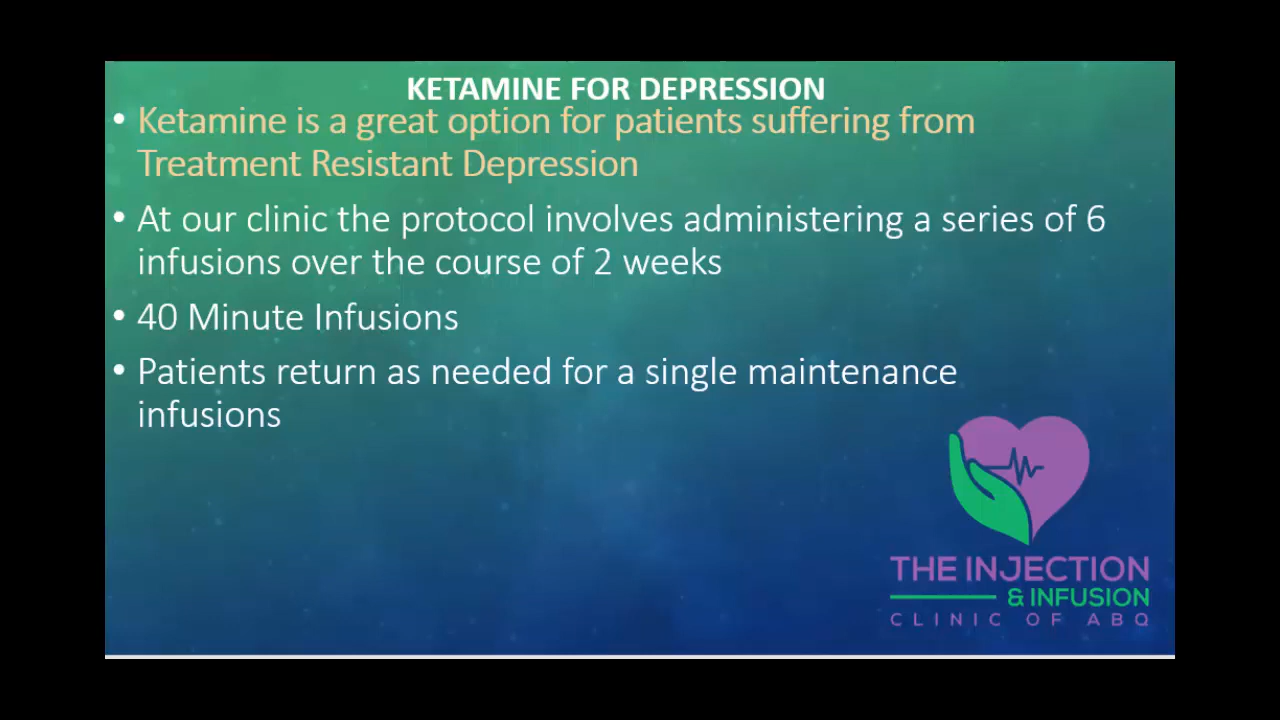 KETAMINE FOR DEPRESSION
• Ketamine is a great option for patients suffering from
Treatment Resistant Depression
• At our clinic the protocol involves administering a series of 6
infusions over the course of 2 weeks
• 40 Minute Infusions
• Patients return as needed for a single maintenance
infusions
THE INJECTION
& INFUSION
CLINIC OF ABQ